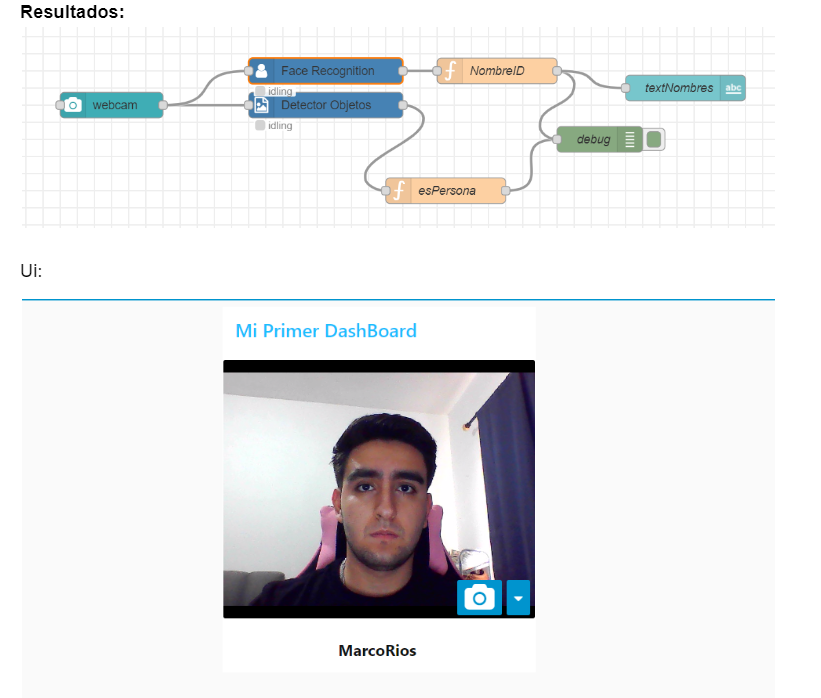 Resultados:
Face Recognition
NombreID
idling
textNombres
abc
webcam
Detector Objetos
idling
debug
esPersona
Ui:
Mi Primer DashBoard
MarcoRios